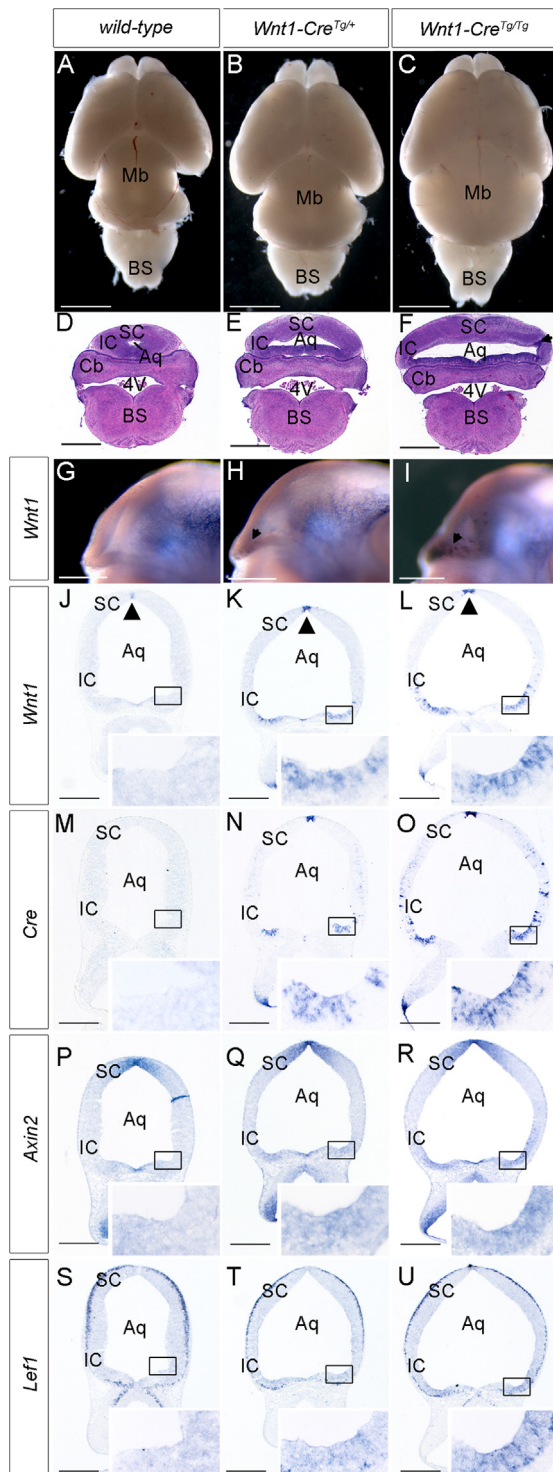 wild-type Wnt1-Cre^Tg/+ Wnt1-Cre^Tg/Tg
A B C
Mb Mb Mb
BS BS BS
D E F
SC SC SC
IC Aq IC Aq IC Aq
Cb Cb Cb
4V 4V 4V
BS BS BS
Wnt1
G H I
Wnt1
J K L
SC SC SC
Aq Aq Aq
IC IC IC
Cre
M N O
SC SC SC
Aq Aq Aq
IC IC IC
Axin2
P Q R
SC SC SC
Aq Aq Aq
IC IC IC
Lef1
S T U
SC SC SC
Aq Aq Aq
IC IC IC